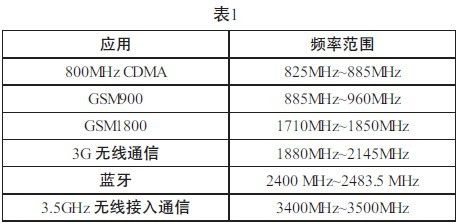 表1
应用 频率范围
800MHz CDMA 825MHz~885MHz
GSM900 885MHz~960MHz
GSM1800 1710MHz~1850MHz
3G 无线通信 1880MHz~2145MHz
蓝牙 2400 MHz~2483.5 MHz
3.5GHz 无线接入通信 3400MHz~3500MHz